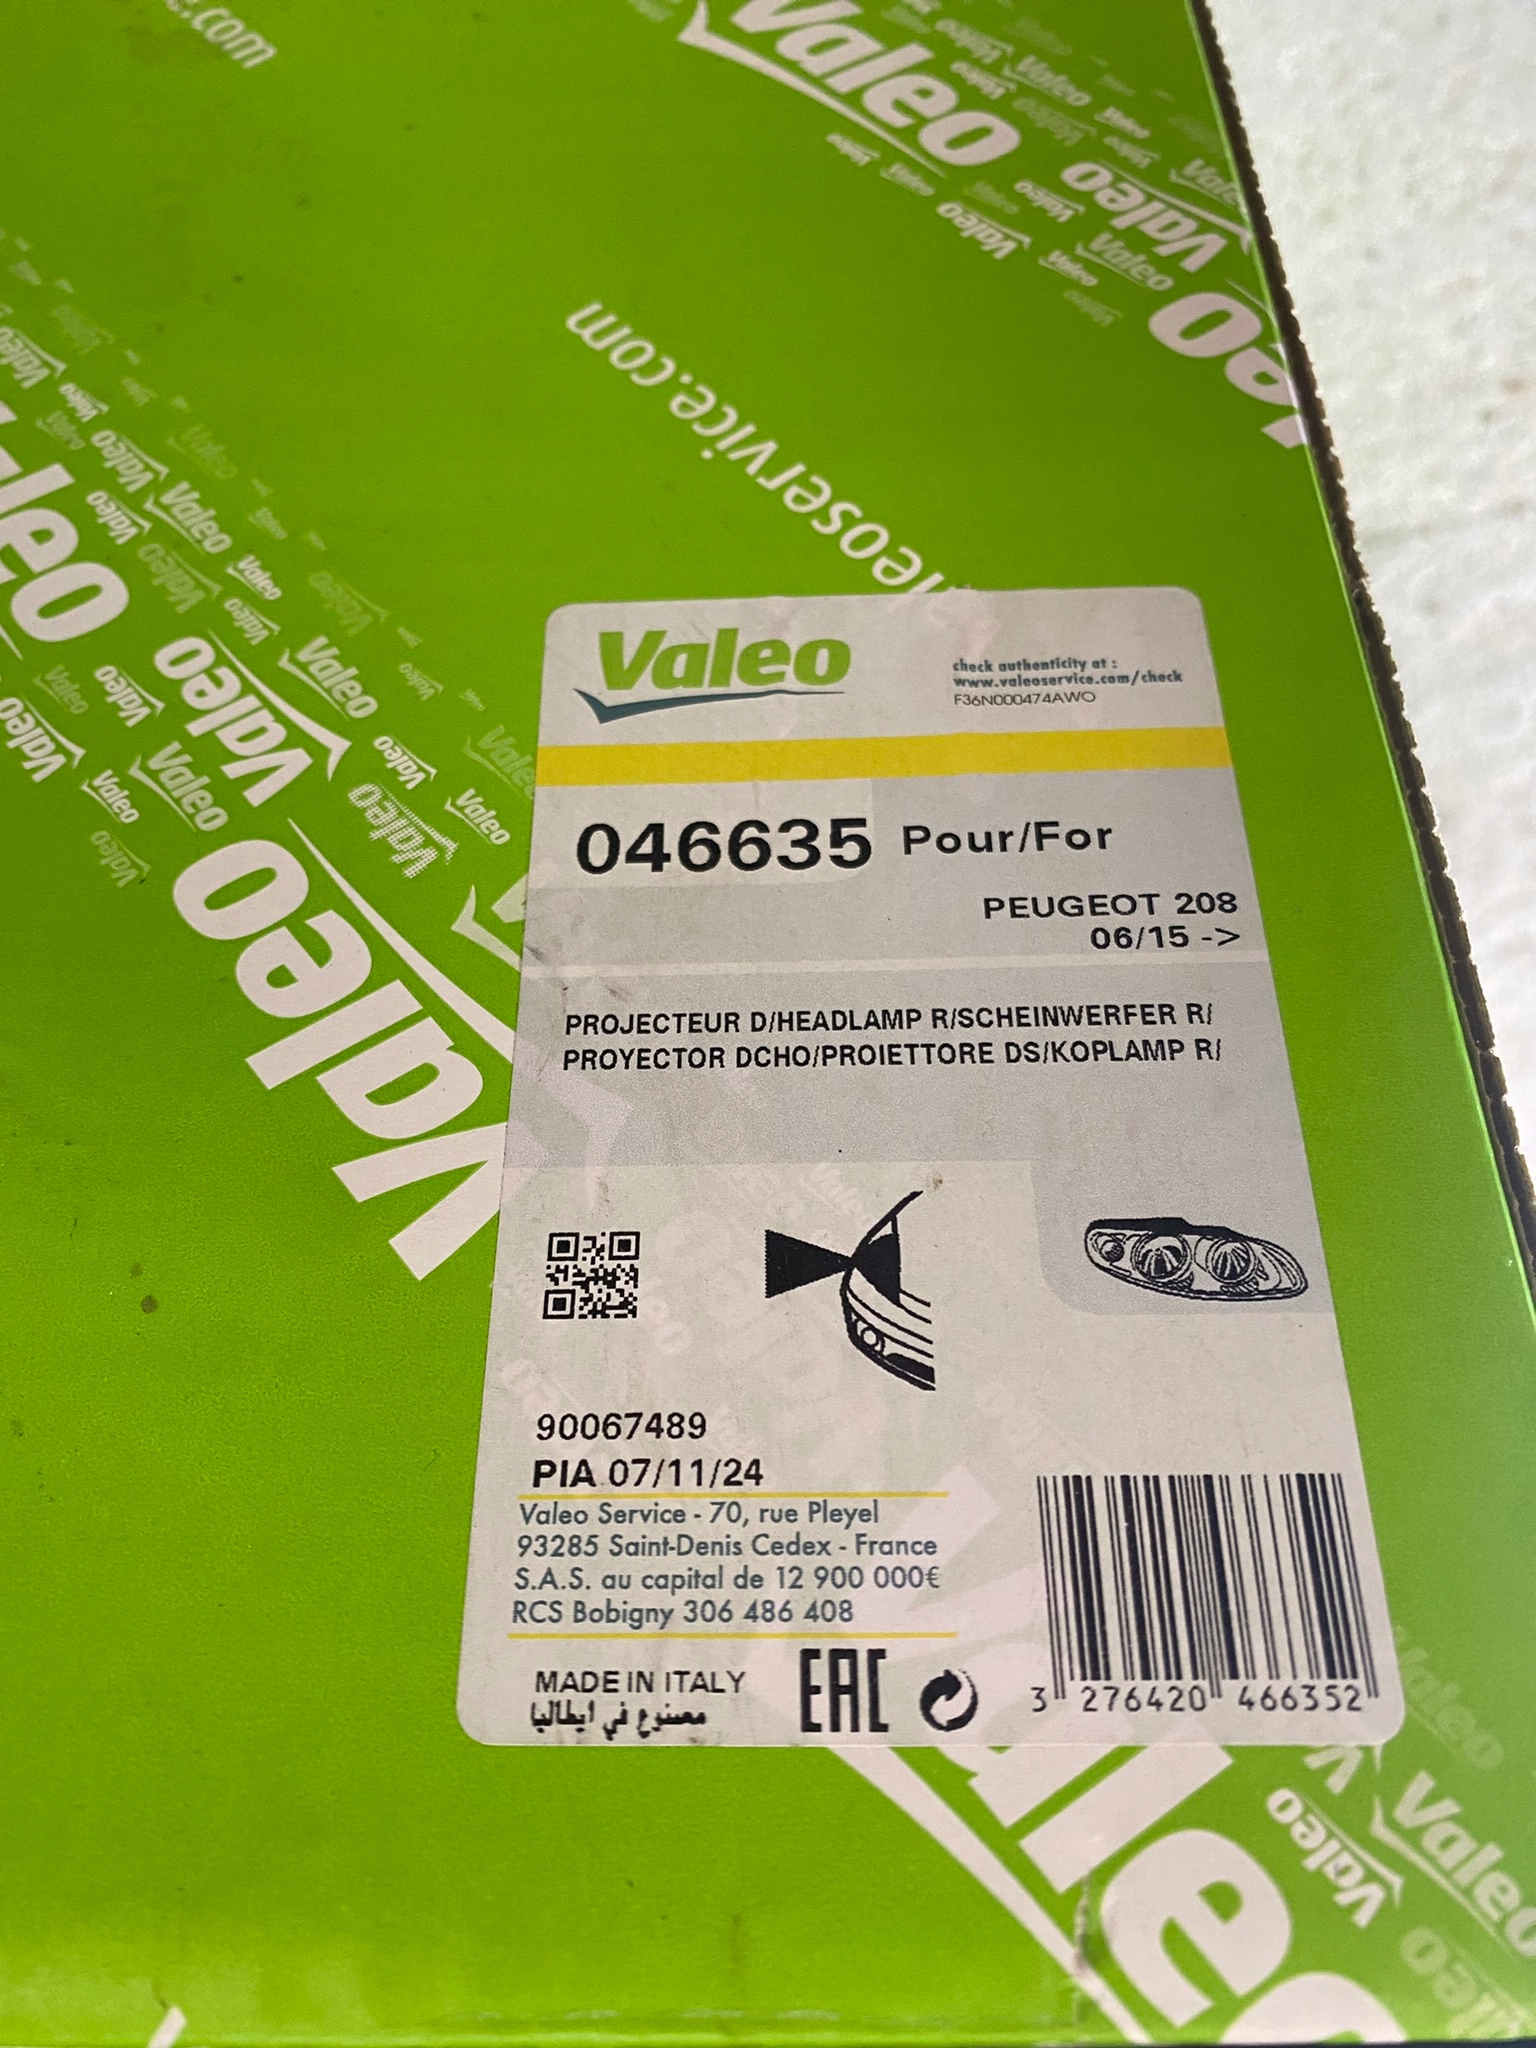 valeoservice.com
Valeo
check authenticity at :
www.valeoservice.com/check
F36N000474AWO
046635 Pour/For
PEUGEOT 208
06/15 ->
PROJECTEUR D/HEADLAMP R/SCHEINWERFER R/
PROYECTOR DCHO/PROIETTORE DS/KOPLAMP R/
90067489
PIA 07/11/24
Valeo Service - 70, rue Pleyel
93285 Saint-Denis Cedex - France
S.A.S. au capital de 12 900 000€
RCS Bobigny 306 486 408
MADE IN ITALY
مصنوع في ايطاليا
EAC
3 276420 466352